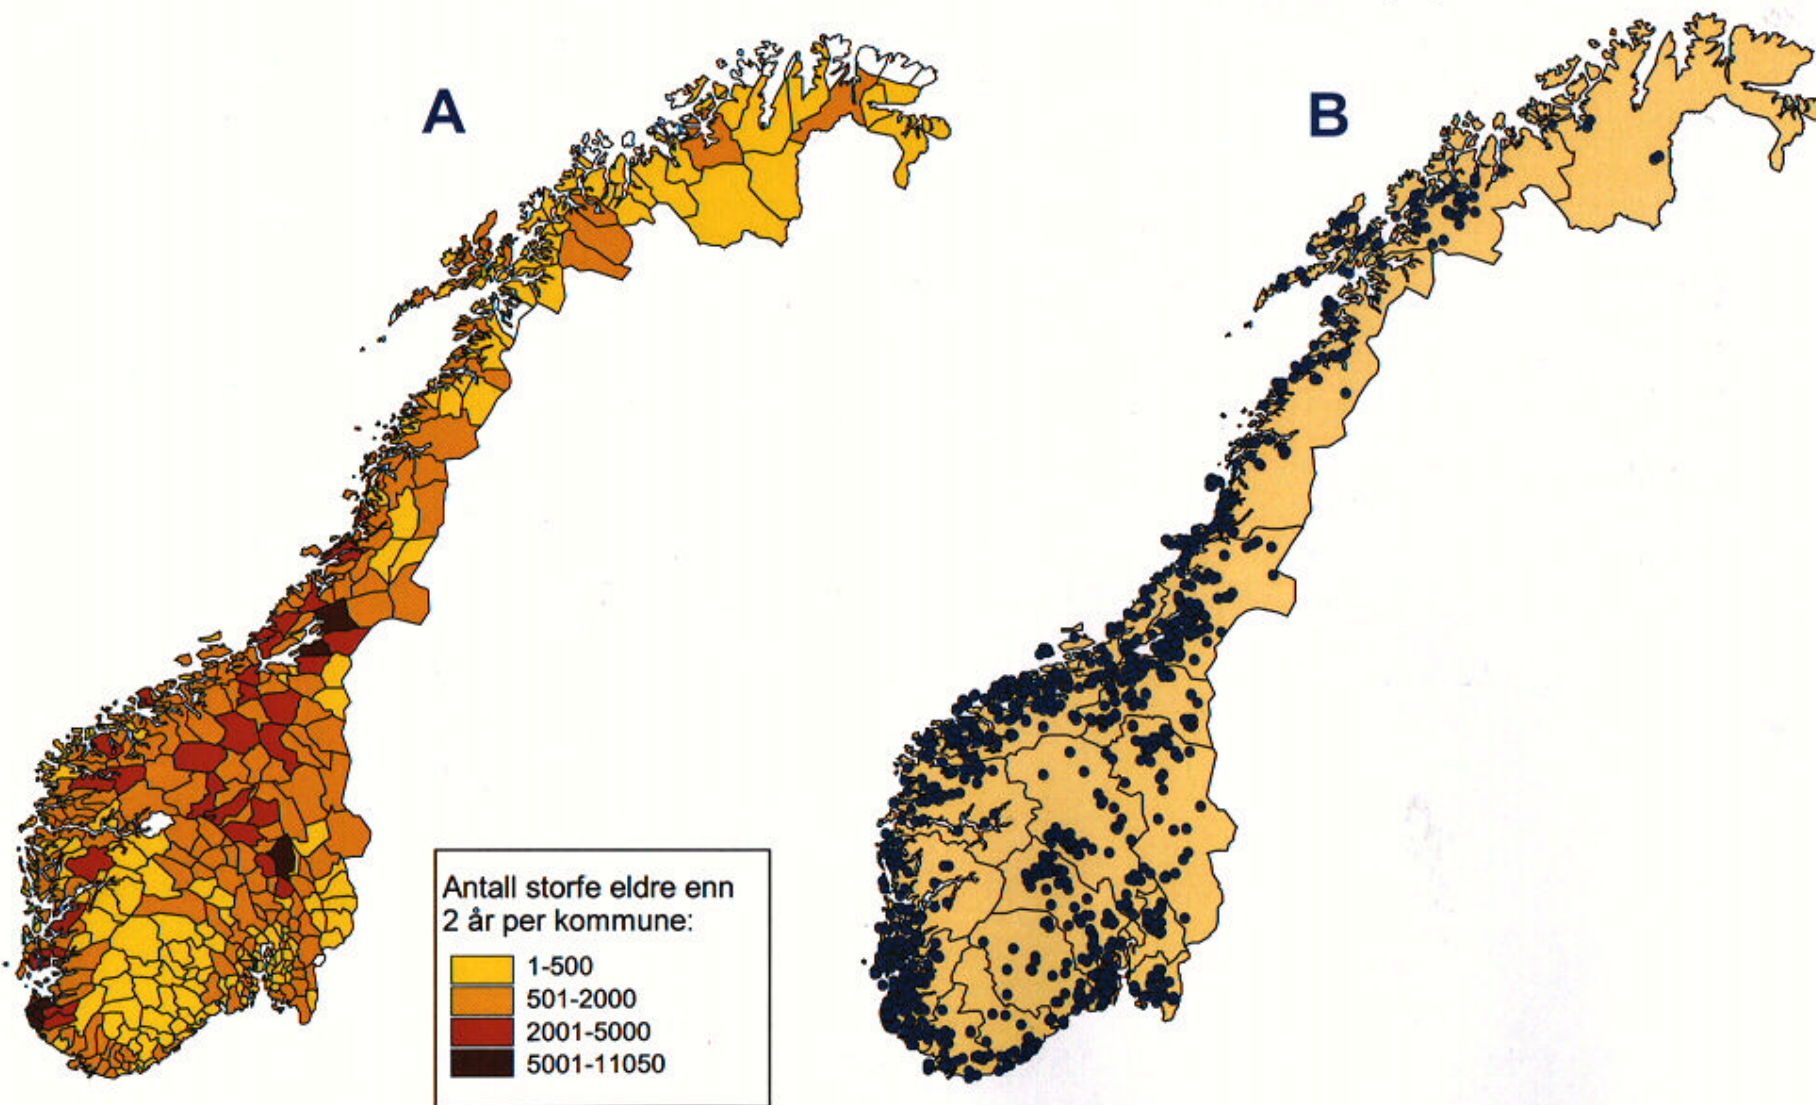 A
B
Antall storfe eldre enn
2 år per kommune:
1-500
501-2000
2001-5000
5001-11050